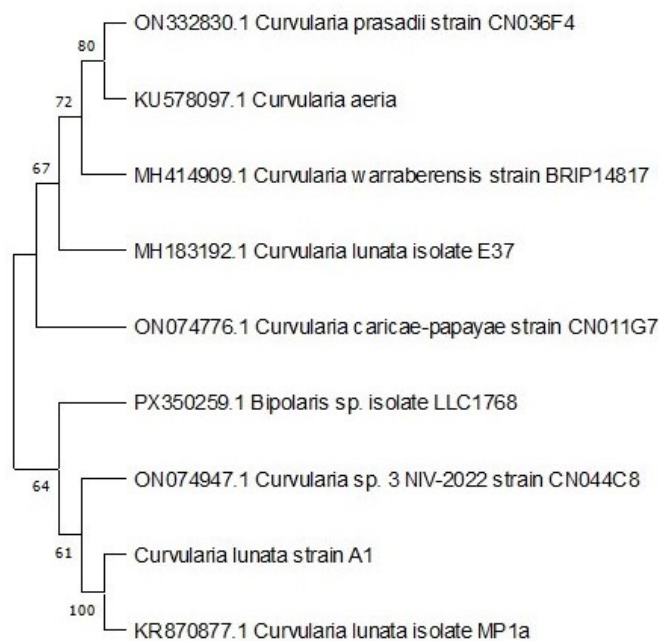 ON332830.1 Curvularia prasadii strain CN036F4
80
KU578097.1 Curvularia aeria
72
MH414909.1 Curvularia warraberensis strain BRIP14817
67
MH183192.1 Curvularia lunata isolate E37
ON074776.1 Curvularia caricae-papayae strain CN011G7
PX350259.1 Bipolaris sp. isolate LLC1768
64
ON074947.1 Curvularia sp. 3 NIV-2022 strain CN044C8
61
Curvularia lunata strain A1
100
KR870877.1 Curvularia lunata isolate MP1a